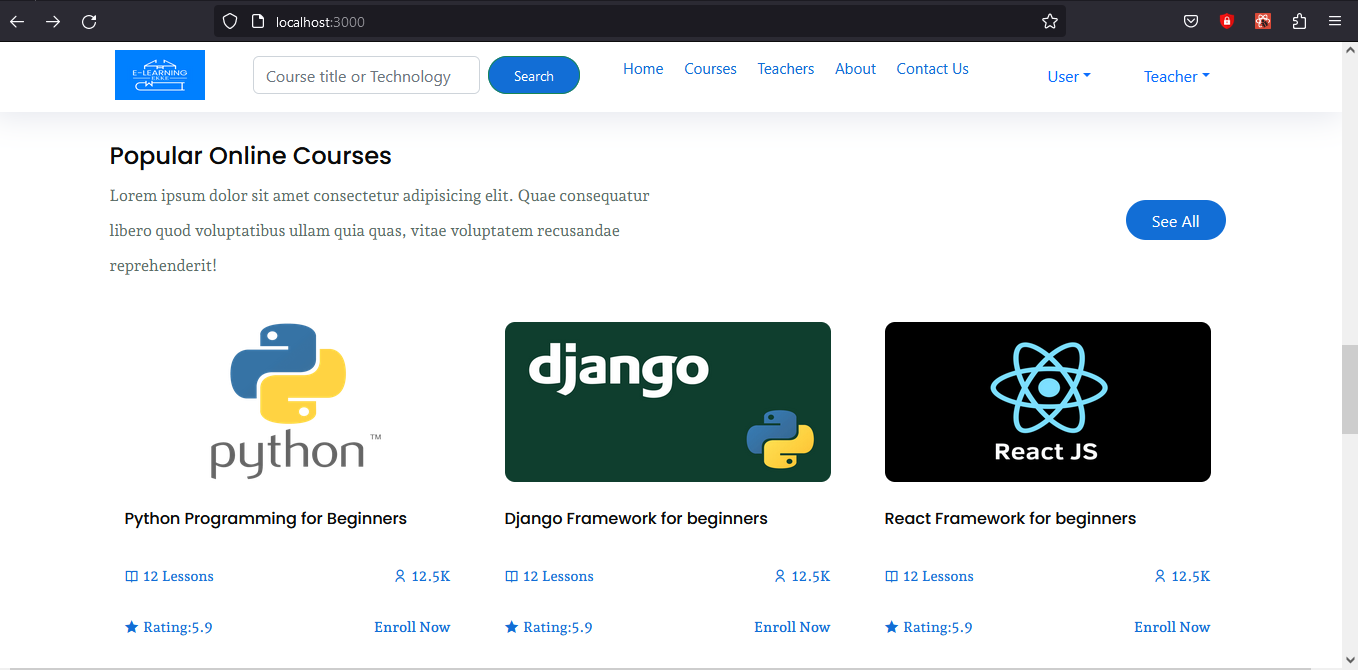 localhost:3000
E-LEARNING
EKKE
Course title or Technology
Search
Home
Courses
Teachers
About
Contact Us
User
Teacher
Popular Online Courses
Lorem ipsum dolor sit amet consectetur adipisicing elit. Quae consequatur
libero quod voluptatibus ullam quia quas, vitae voluptatem recusandae
reprehenderit!
See All
python™
django
React JS
Python Programming for Beginners
Django Framework for beginners
React Framework for beginners
12 Lessons
12.5K
12 Lessons
12.5K
12 Lessons
12.5K
Rating:5.9
Enroll Now
Rating:5.9
Enroll Now
Rating:5.9
Enroll Now